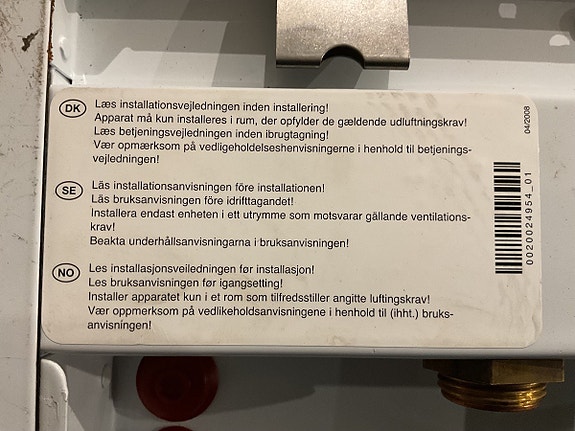 DK Læs installationsvejledningen inden installering!
Apparat må kun installeres i rum, der opfylder de gældende udluftningskrav!
Læs betjeningsvejledningen inden ibrugtagning!
Vær opmærksom på vedligeholdelseshenvisningerne i henhold til betjenings-
vejledningen!
SE Läs installationsanvisningen före installationen!
Läs bruksanvisningen före idrifttagandet!
Installera endast enheten i ett utrymme som motsvarar gällande ventilations-
krav!
Beakta underhållsanvisningarna i bruksanvisningen!
NO Les installasjonsveiledningen før installasjon!
Les bruksanvisningen før igangsetting!
Installer apparatet kun i et rom som tilfredsstiller angitte luftingskrav!
Vær oppmerksom på vedlikeholdsanvisningene i henhold til (ihht.) bruks-
anvisningen!
04/2008
0020024954_01